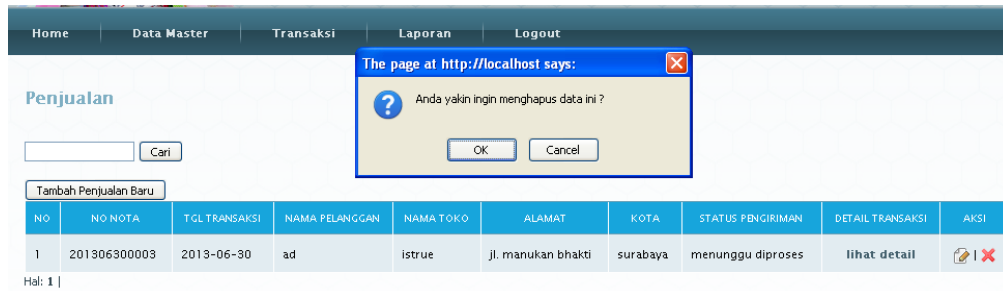 Home Data Master Transaksi Laporan Logout
The page at http://localhost says:
Anda yakin ingin menghapus data ini ?
OK Cancel
Penjualan
Cari
Tambah Penjualan Baru
NO NO NOTA TGL TRANSAKSI NAMA PELANGGAN NAMA TOKO ALAMAT KOTA STATUS PENGIRIMAN DETAIL TRANSAKSI AKSI
1 201306300003 2013-06-30 ad istrue jl. manukan bhakti surabaya menunggu diproses lihat detail |
Hal: 1 |